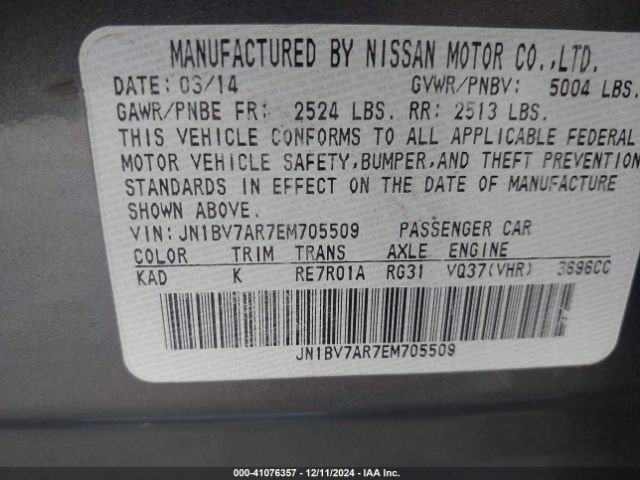 MANUFACTURED BY NISSAN MOTOR CO.,LTD.
DATE: 03/14 GVWR/PNBV: 5004 LBS.
GAWR/PNBE FR: 2524 LBS. RR: 2513 LBS.
THIS VEHICLE CONFORMS TO ALL APPLICABLE FEDERAL
MOTOR VEHICLE SAFETY,BUMPER,AND THEFT PREVENTION
STANDARDS IN EFFECT ON THE DATE OF MANUFACTURE
SHOWN ABOVE.
VIN:JN1BV7AR7EM705509 PASSENGER CAR
COLOR TRIM TRANS AXLE ENGINE
KAD K RE7R01A RG31 VQ37(VHR) 3696CC
JN1BV7AR7EM705509
000-41076357 - 12/11/2024 - IAA Inc.